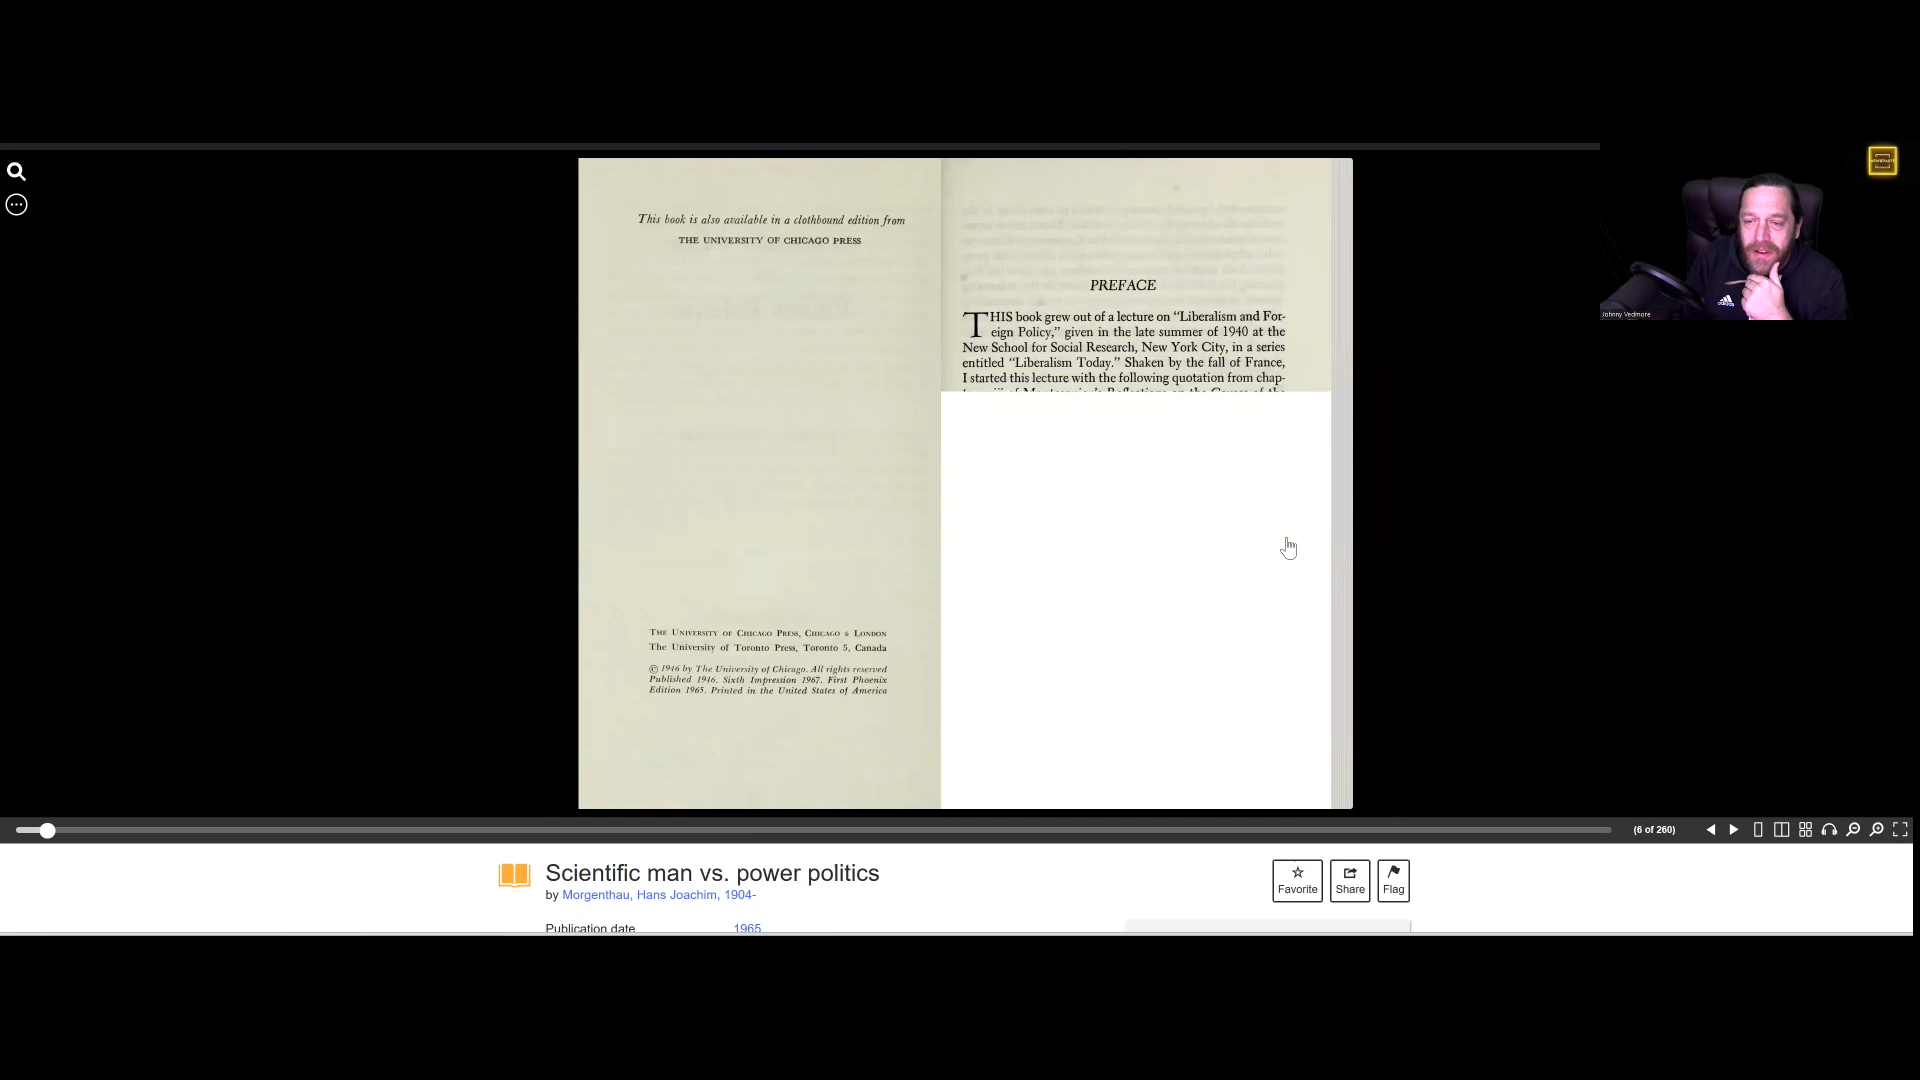 This book is also available in a clothbound edition from
THE UNIVERSITY OF CHICAGO PRESS
THE UNIVERSITY OF CHICAGO PRESS, CHICAGO & LONDON
The University of Toronto Press, Toronto 5, Canada
© 1946 by The University of Chicago. All rights reserved
Published 1946. Sixth Impression 1967. First Phoenix
Edition 1965. Printed in the United States of America
PREFACE
THIS book grew out of a lecture on “Liberalism and For-
eign Policy,” given in the late summer of 1940 at the
New School for Social Research, New York City, in a series
entitled “Liberalism Today.” Shaken by the fall of France,
I started this lecture with the following quotation from chap-
Johnny Vedmore
(6 of 260)
Scientific man vs. power politics
by Morgenthau, Hans Joachim, 1904-
Favorite
Share
Flag
Publication date 1965